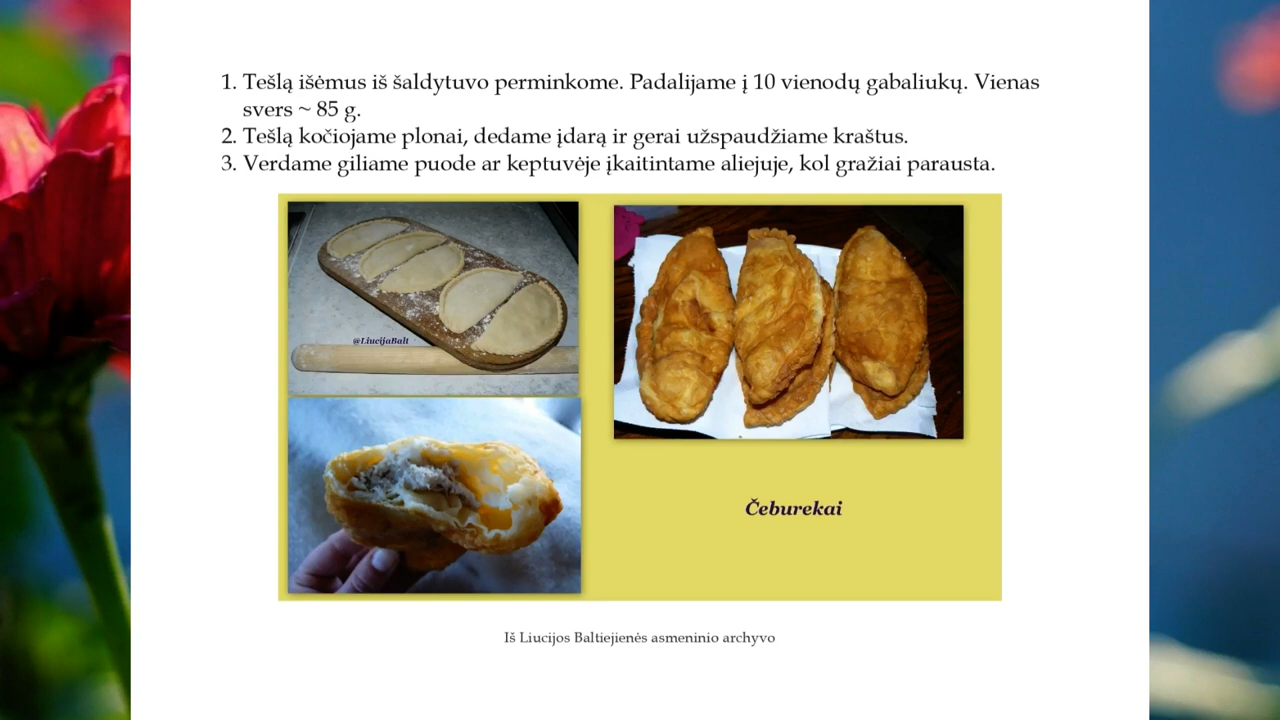 1. Tešlą išėmus iš šaldytuvo perminkome. Padalijame į 10 vienodų gabaliukų. Vienas
svers ~ 85 g.
2. Tešlą kočiojame plonai, dedame įdarą ir gerai užspaudžiame kraštus.
3. Verdame giliame puode ar keptuvėje įkaitintame aliejuje, kol gražiai parausta.
@LiucijaBalt
Čeburekai
Iš Liucijos Baltiejienės asmeninio archyvo